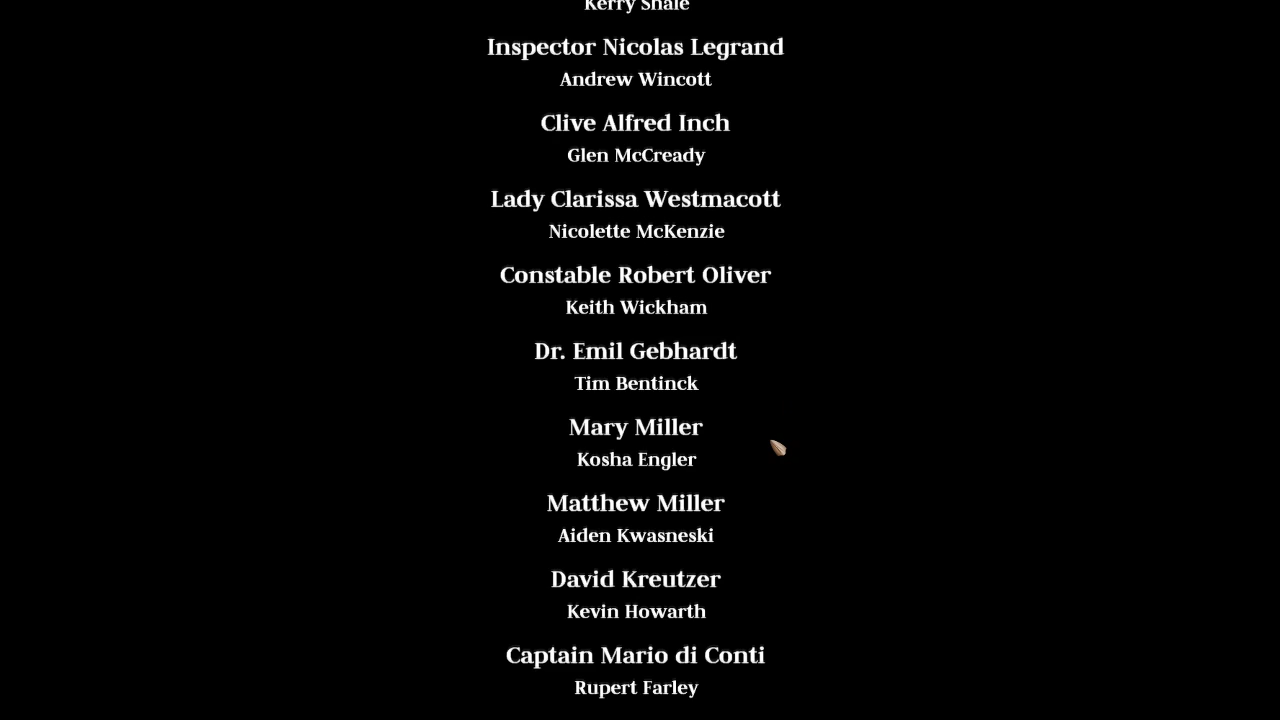 Kerry Shale
Inspector Nicolas Legrand
Andrew Wincott
Clive Alfred Inch
Glen McCready
Lady Clarissa Westmacott
Nicolette McKenzie
Constable Robert Oliver
Keith Wickham
Dr. Emil Gebhardt
Tim Bentinck
Mary Miller
Kosha Engler
Matthew Miller
Aiden Kwasneski
David Kreutzer
Kevin Howarth
Captain Mario di Conti
Rupert Farley